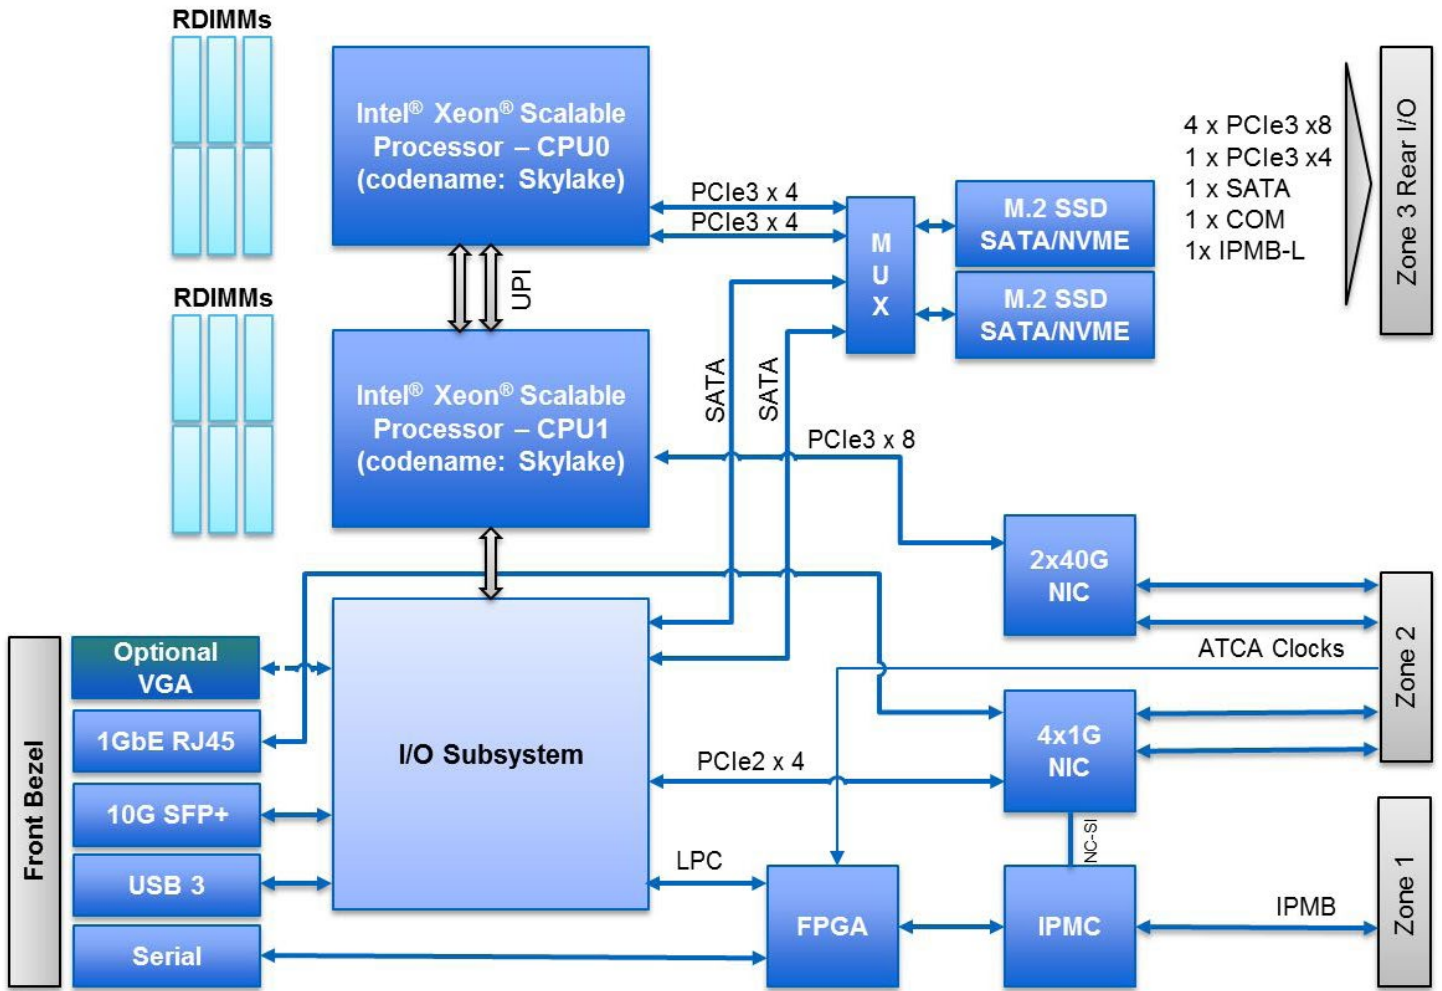 RDIMMs
Intel® Xeon® Scalable
Processor – CPU0
(codename: Skylake)
PCIe3 x 4
PCIe3 x 4
MUX
M.2 SSD
SATA/NVME
M.2 SSD
SATA/NVME
4 x PCIe3 x8
1 x PCIe3 x4
1 x SATA
1 x COM
1x IPMB-L
Zone 3 Rear I/O
UPI
RDIMMs
Intel® Xeon® Scalable
Processor – CPU1
(codename: Skylake)
SATA
SATA
PCIe3 x 8
2x40G
NIC
Zone 2
ATCA Clocks
Front Bezel
Optional
VGA
1GbE RJ45
10G SFP+
USB 3
Serial
I/O Subsystem
PCIe2 x 4
4x1G
NIC
NC-SI
LPC
FPGA
IPMC
IPMB
Zone 1